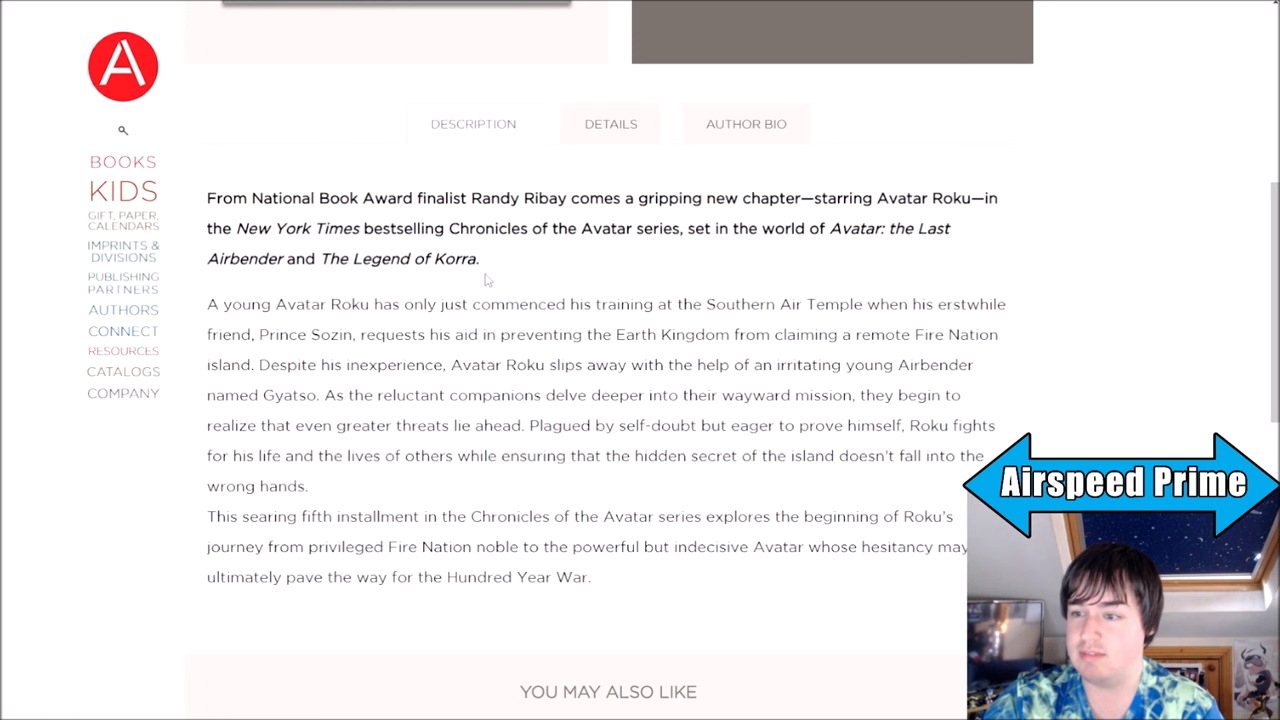 A
BOOKS
KIDS
GIFT, PAPER,
CALENDARS
IMPRINTS &
DIVISIONS
PUBLISHING
PARTNERS
AUTHORS
CONNECT
RESOURCES
CATALOGS
COMPANY
DESCRIPTION
DETAILS
AUTHOR BIO
From National Book Award finalist Randy Ribay comes a gripping new chapter—starring Avatar Roku—in
the New York Times bestselling Chronicles of the Avatar series, set in the world of Avatar: the Last
Airbender and The Legend of Korra.
A young Avatar Roku has only just commenced his training at the Southern Air Temple when his erstwhile
friend, Prince Sozin, requests his aid in preventing the Earth Kingdom from claiming a remote Fire Nation
island. Despite his inexperience, Avatar Roku slips away with the help of an irritating young Airbender
named Gyatso. As the reluctant companions delve deeper into their wayward mission, they begin to
realize that even greater threats lie ahead. Plagued by self-doubt but eager to prove himself, Roku fights
for his life and the lives of others while ensuring that the hidden secret of the island doesn't fall into the
wrong hands.
This searing fifth installment in the Chronicles of the Avatar series explores the beginning of Roku's
journey from privileged Fire Nation noble to the powerful but indecisive Avatar whose hesitancy may
ultimately pave the way for the Hundred Year War.
Airspeed Prime
YOU MAY ALSO LIKE